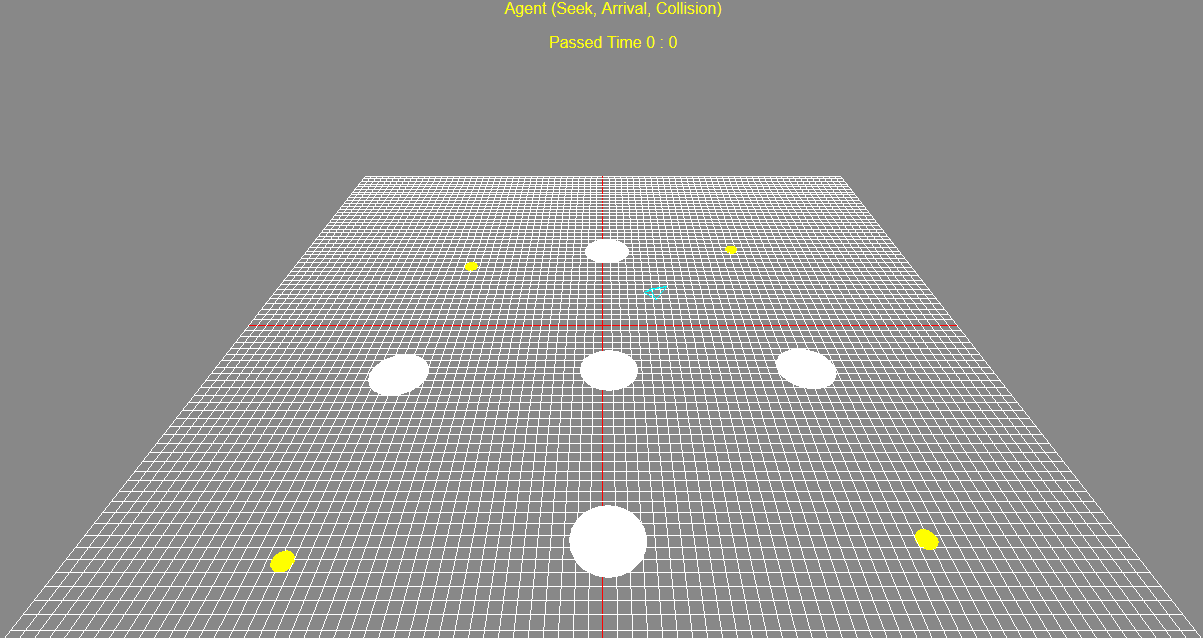 Agent (Seek, Arrival, Collision)
Passed Time 0 : 0